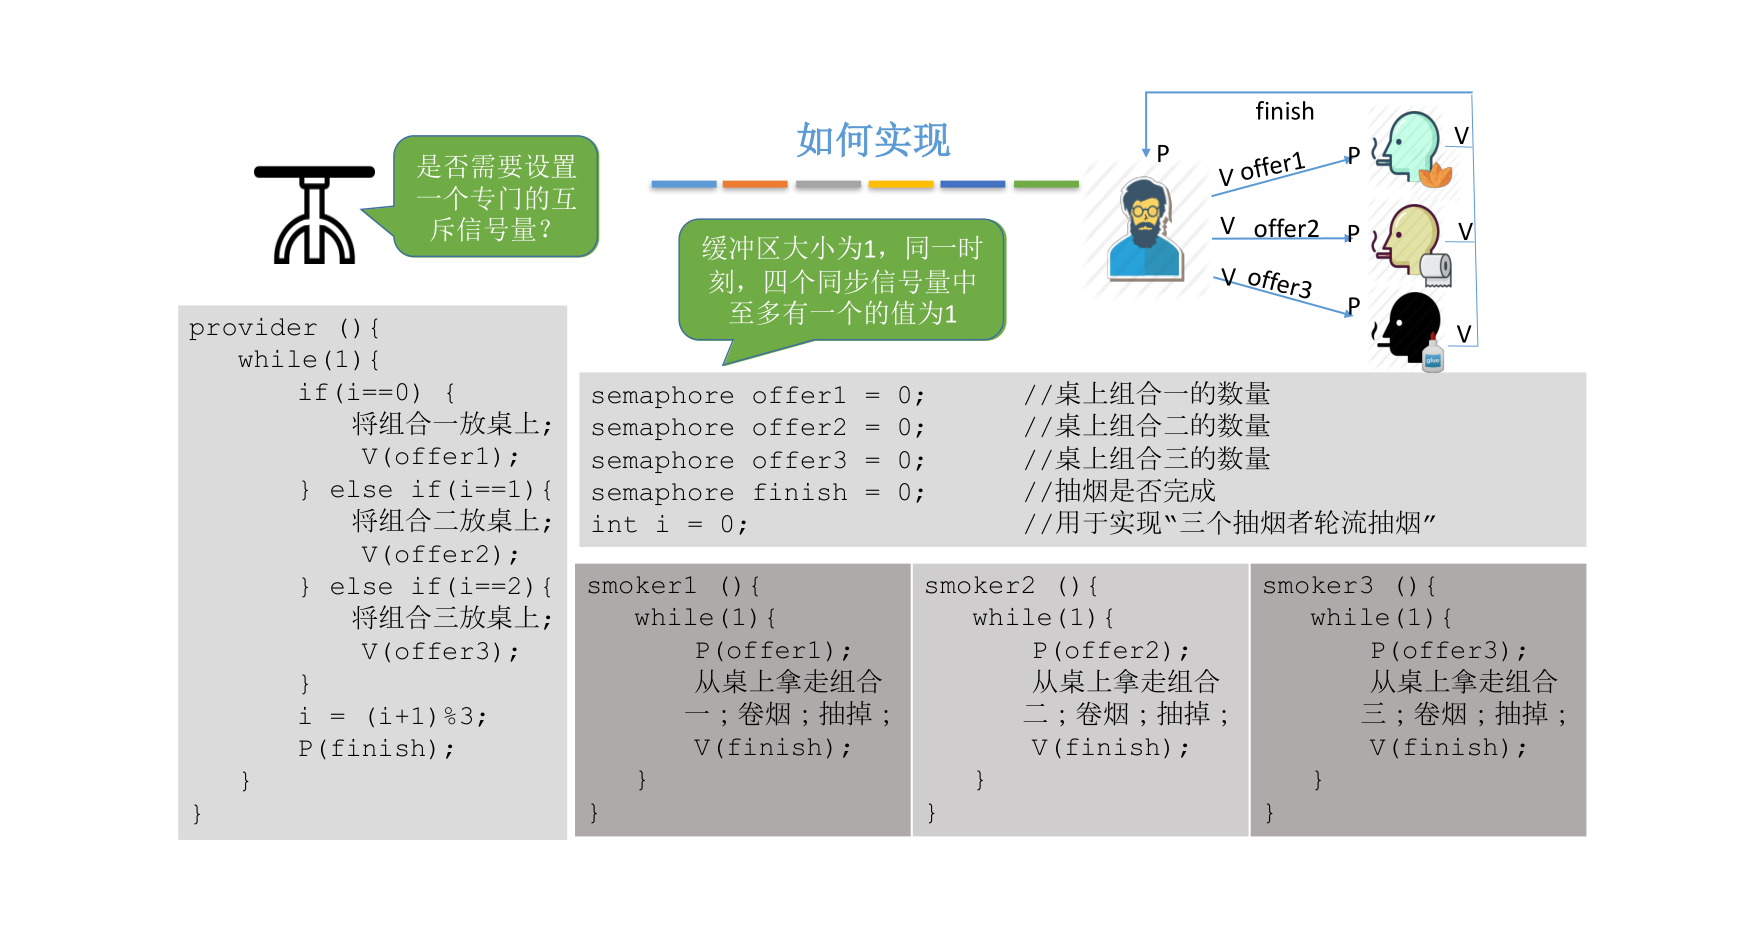 如何实现
是否需要设置
一个专门的互
斥信号量？
缓冲区大小为1，同一时
刻，四个同步信号量中
至多有一个的值为1
finish
P
V offer1
P
V
V offer2
P
V
V offer3
P
V
glue
provider (){
while(1){
if(i==0) {
将组合一放桌上;
V(offer1);
} else if(i==1){
将组合二放桌上;
V(offer2);
} else if(i==2){
将组合三放桌上;
V(offer3);
}
i = (i+1)%3;
P(finish);
}
}
semaphore offer1 = 0; //桌上组合一的数量
semaphore offer2 = 0; //桌上组合二的数量
semaphore offer3 = 0; //桌上组合三的数量
semaphore finish = 0; //抽烟是否完成
int i = 0; //用于实现“三个抽烟者轮流抽烟”
smoker1 (){
while(1){
P(offer1);
从桌上拿走组合
一；卷烟；抽掉；
V(finish);
}
}
smoker2 (){
while(1){
P(offer2);
从桌上拿走组合
二；卷烟；抽掉；
V(finish);
}
}
smoker3 (){
while(1){
P(offer3);
从桌上拿走组合
三；卷烟；抽掉；
V(finish);
}
}